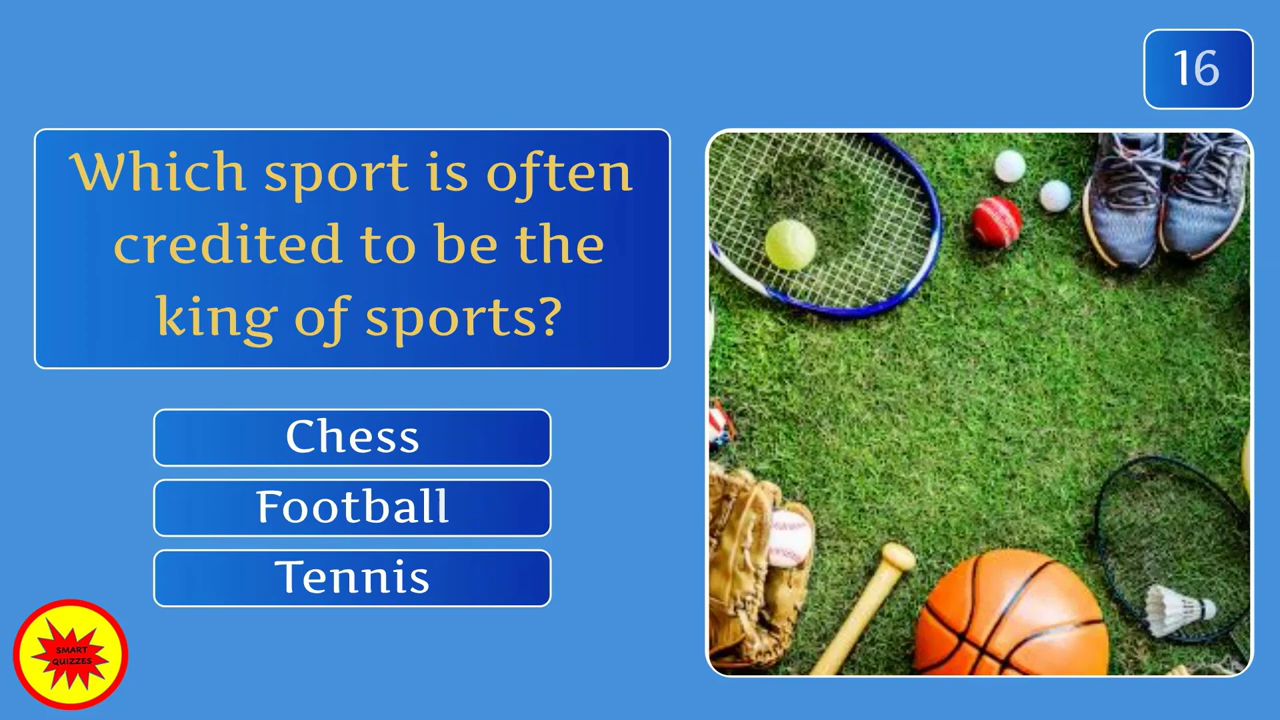 16
Which sport is often
credited to be the
king of sports?
Chess
Football
Tennis
SMART
QUIZZES